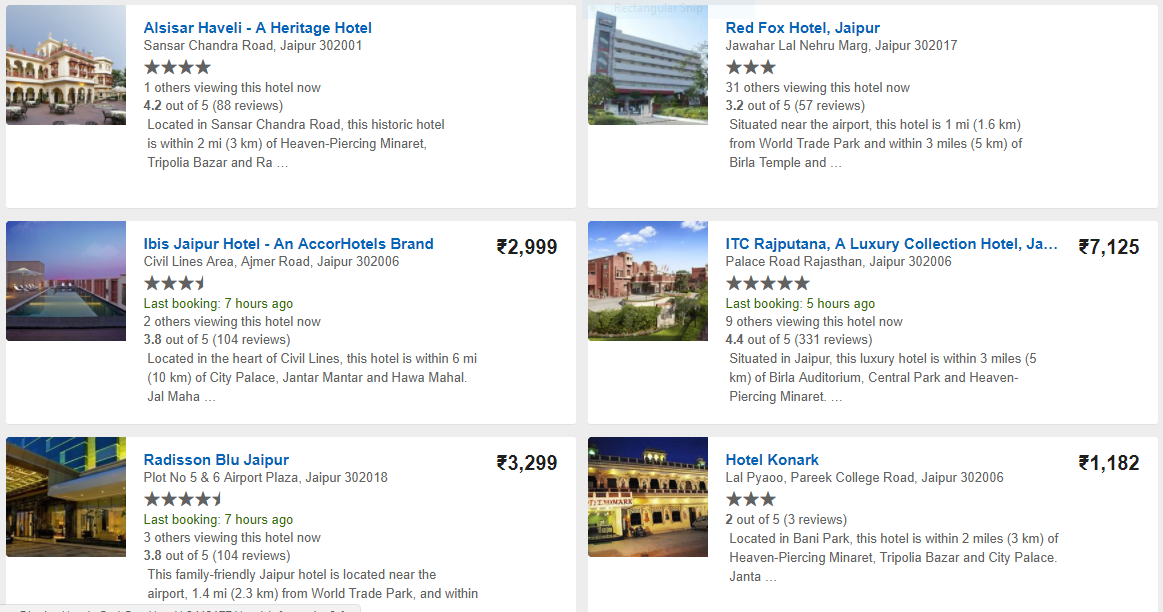 Rectangular Snip
Alsisar Haveli - A Heritage Hotel
Sansar Chandra Road, Jaipur 302001
1 others viewing this hotel now
4.2 out of 5 (88 reviews)
Located in Sansar Chandra Road, this historic hotel
is within 2 mi (3 km) of Heaven-Piercing Minaret,
Tripolia Bazar and Ra ...
Red Fox Hotel, Jaipur
Jawahar Lal Nehru Marg, Jaipur 302017
31 others viewing this hotel now
3.2 out of 5 (57 reviews)
Situated near the airport, this hotel is 1 mi (1.6 km)
from World Trade Park and within 3 miles (5 km) of
Birla Temple and ...
Ibis Jaipur Hotel - An AccorHotels Brand
₹2,999
Civil Lines Area, Ajmer Road, Jaipur 302006
Last booking: 7 hours ago
2 others viewing this hotel now
3.8 out of 5 (104 reviews)
Located in the heart of Civil Lines, this hotel is within 6 mi
(10 km) of City Palace, Jantar Mantar and Hawa Mahal.
Jal Maha ...
ITC Rajputana, A Luxury Collection Hotel, Ja...
₹7,125
Palace Road Rajasthan, Jaipur 302006
Last booking: 5 hours ago
9 others viewing this hotel now
4.4 out of 5 (331 reviews)
Situated in Jaipur, this luxury hotel is within 3 miles (5
km) of Birla Auditorium, Central Park and Heaven-
Piercing Minaret. ...
Radisson Blu Jaipur
₹3,299
Plot No 5 & 6 Airport Plaza, Jaipur 302018
Last booking: 7 hours ago
3 others viewing this hotel now
3.8 out of 5 (104 reviews)
This family-friendly Jaipur hotel is located near the
airport, 1.4 mi (2.3 km) from World Trade Park, and within
Hotel Konark
₹1,182
Lal Pyaoo, Pareek College Road, Jaipur 302006
2 out of 5 (3 reviews)
Located in Bani Park, this hotel is within 2 miles (3 km) of
Heaven-Piercing Minaret, Tripolia Bazar and City Palace.
Janta ...